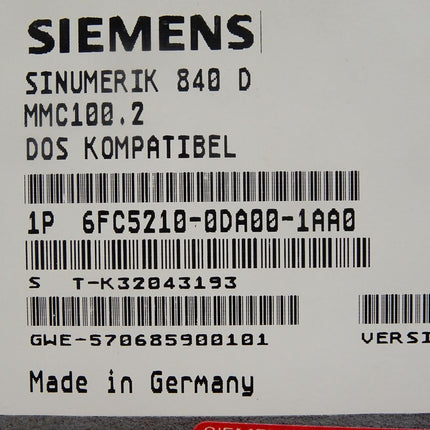 SIEMENS
SINUMERIK 840 D
MMC100.2
DOS KOMPATIBEL
1P 6FC5210-0DA00-1AA0
S T-K32043193
GWE-570685900101 VERSI
Made in Germany